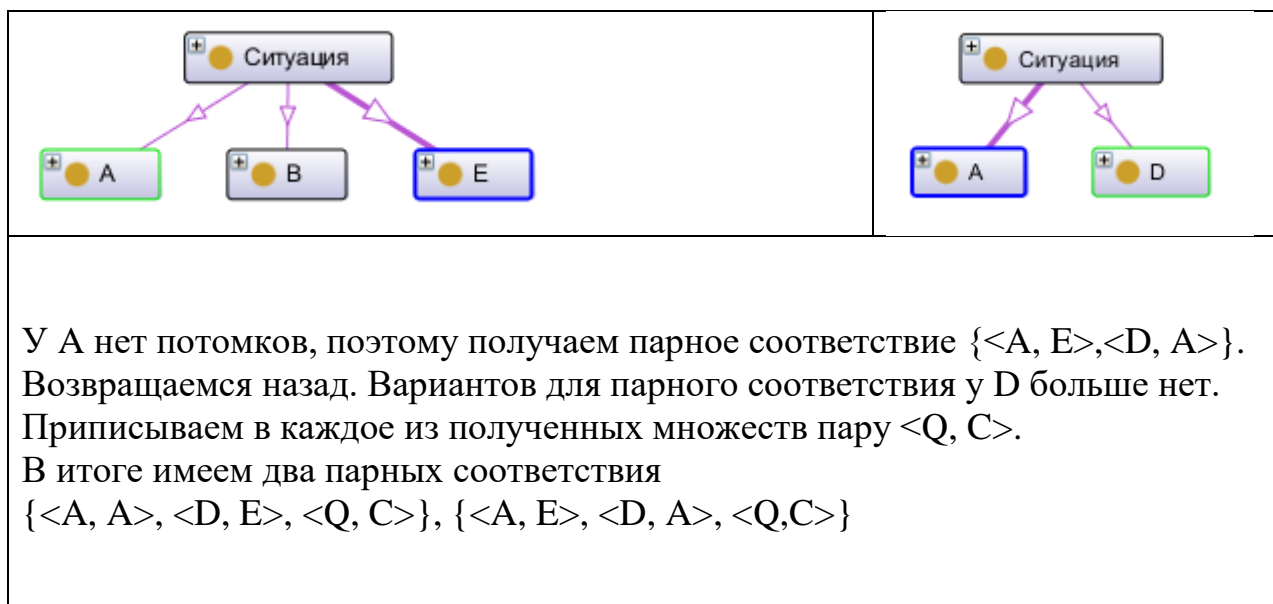 Ситуация
A
B
E
Ситуация
A
D
У А нет потомков, поэтому получаем парное соответствие {<A, E>,<D, A>}.
Возвращаемся назад. Вариантов для парного соответствия у D больше нет.
Приписываем в каждое из полученных множеств пару <Q, C>.
В итоге имеем два парных соответствия
{<A, A>, <D, E>, <Q, C>}, {<A, E>, <D, A>, <Q,C>}